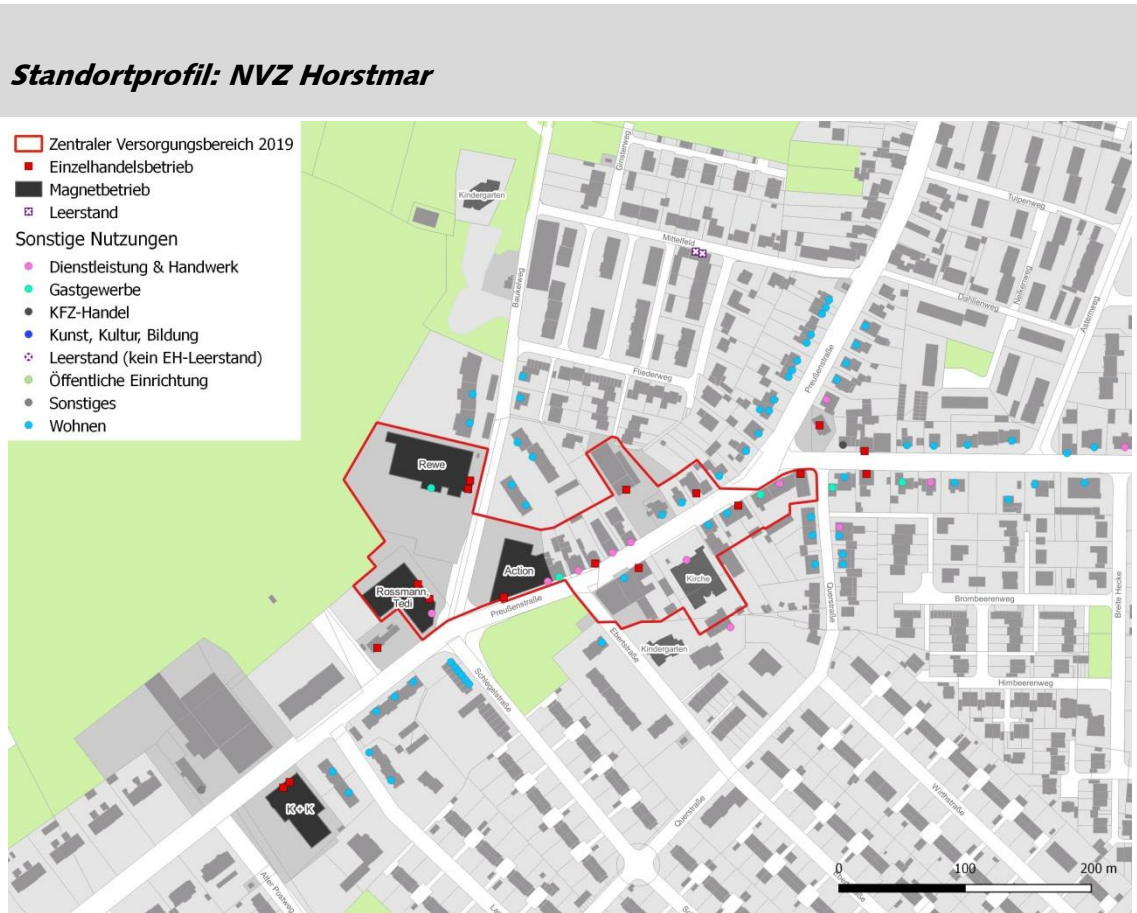 Standortprofil: NVZ Horstmar
Zentraler Versorgungsbereich 2019
Einzelhandelsbetrieb
Magnetbetrieb
Leerstand
Sonstige Nutzungen
Dienstleistung & Handwerk
Gastgewerbe
KFZ-Handel
Kunst, Kultur, Bildung
Leerstand (kein EH-Leerstand)
Öffentliche Einrichtung
Sonstiges
Wohnen
Kindergarten
Ginsterweg
Mittelfeld
Baukelweg
Fliederweg
Tulpenweg
Nelkenweg
Dahlienweg
Asternweg
Preußenstraße
Rewe
Action
Rossmann,
Tedi
Preußenstraße
Kirche
Kindergarten
Ebertstraße
Schlegelstraße
Querstraße
Brombeerenweg
Breite Hecke
Himbeerenweg
Querstraße
Wirthstraße
K + K
Alter Postweg
0 100 200 m